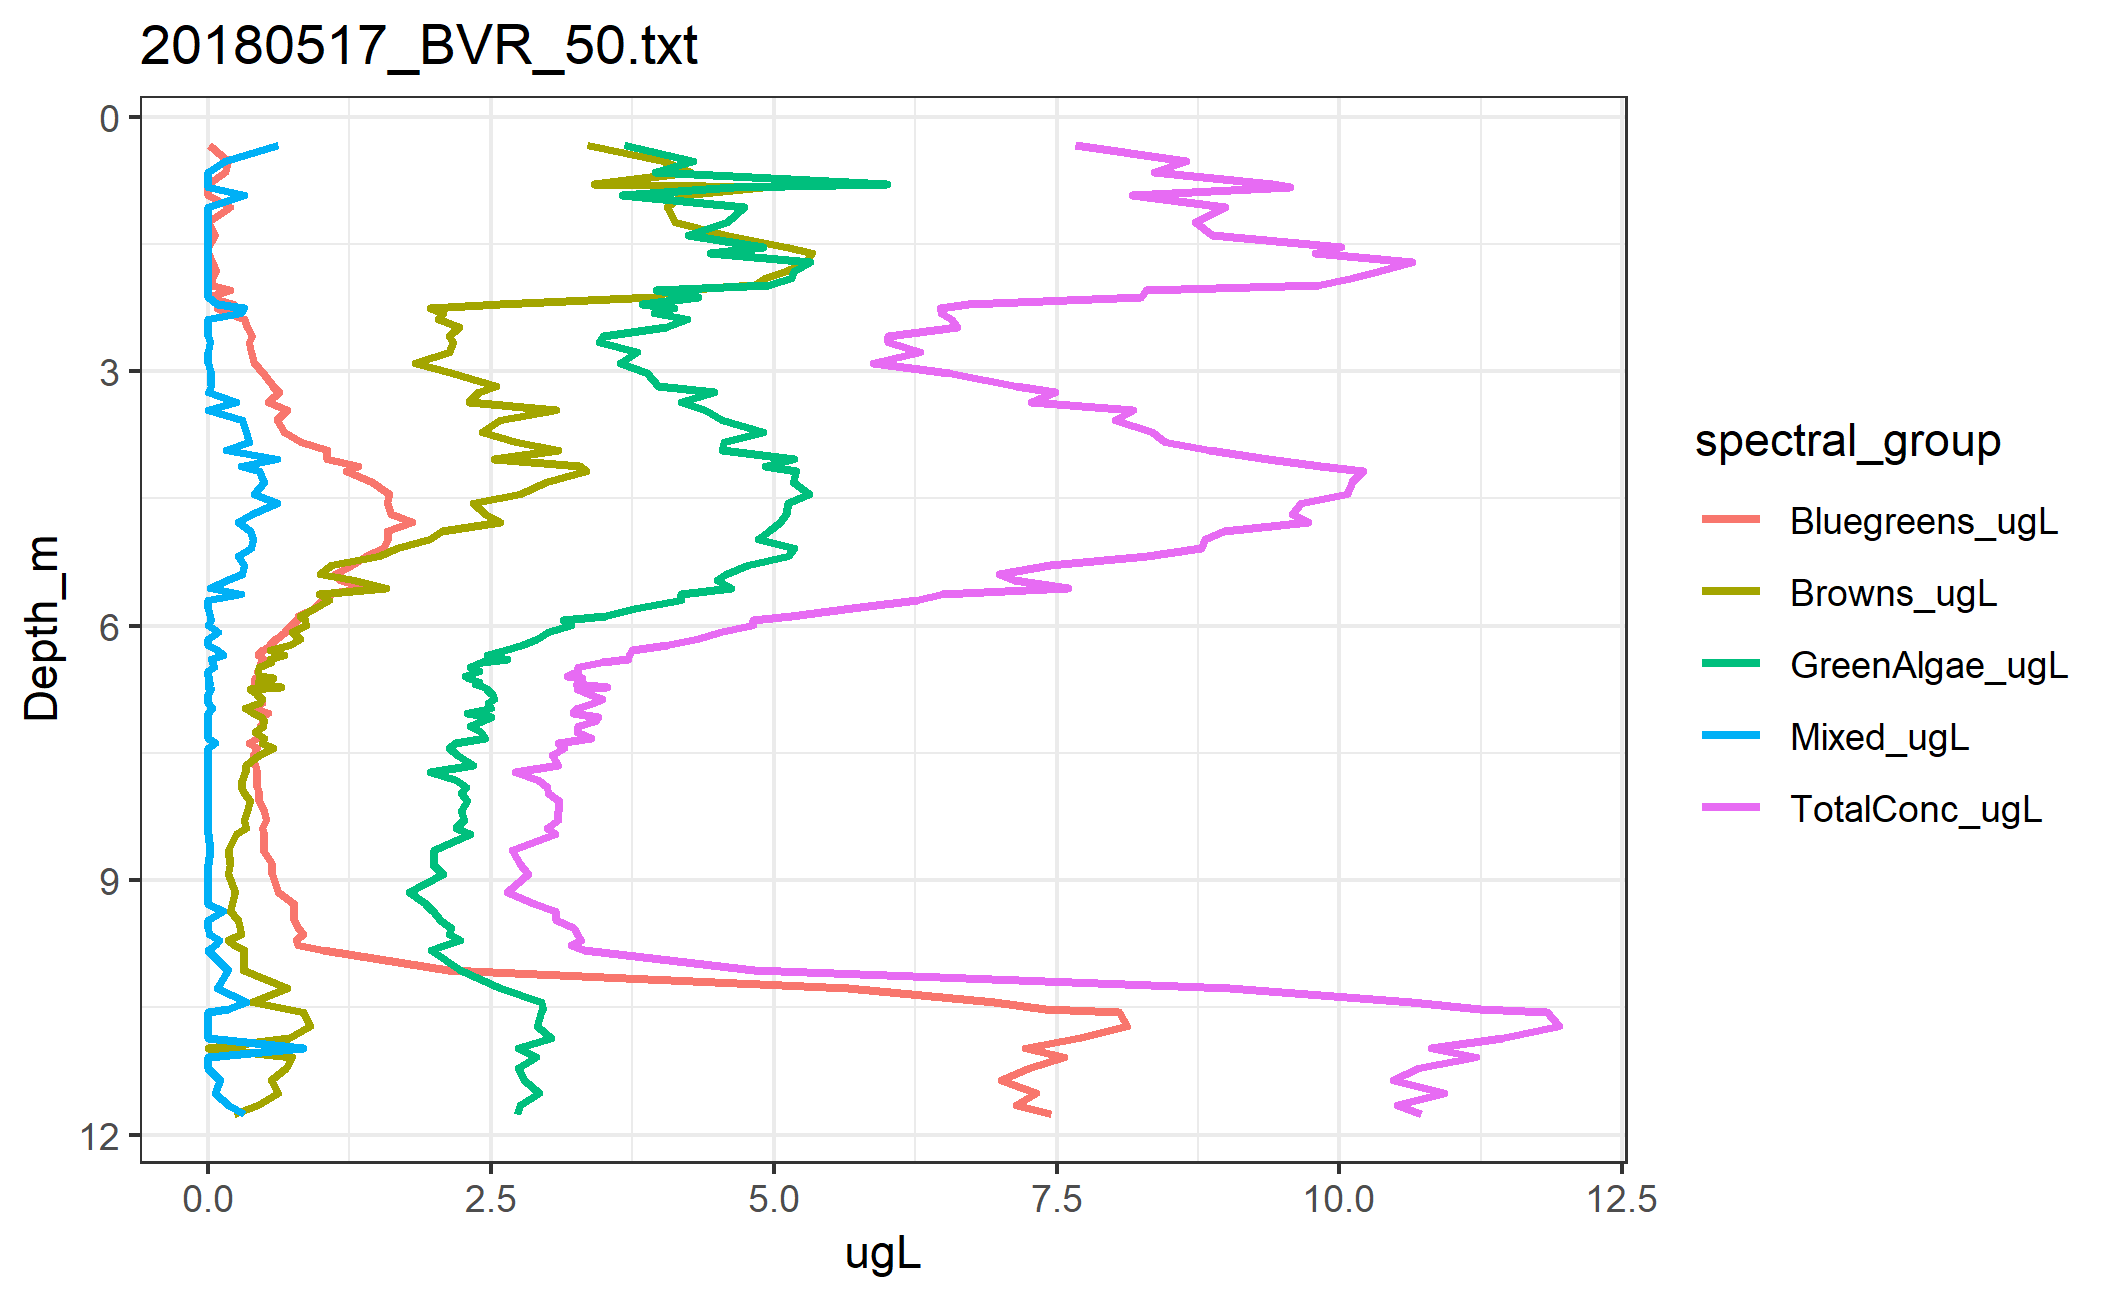 20180517_BVR_50.txt
0
3
6
9
12
Depth_m
0.0 2.5 5.0 7.5 10.0 12.5
ugL
spectral_group
Bluegreens_ugL
Browns_ugL
GreenAlgae_ugL
Mixed_ugL
TotalConc_ugL